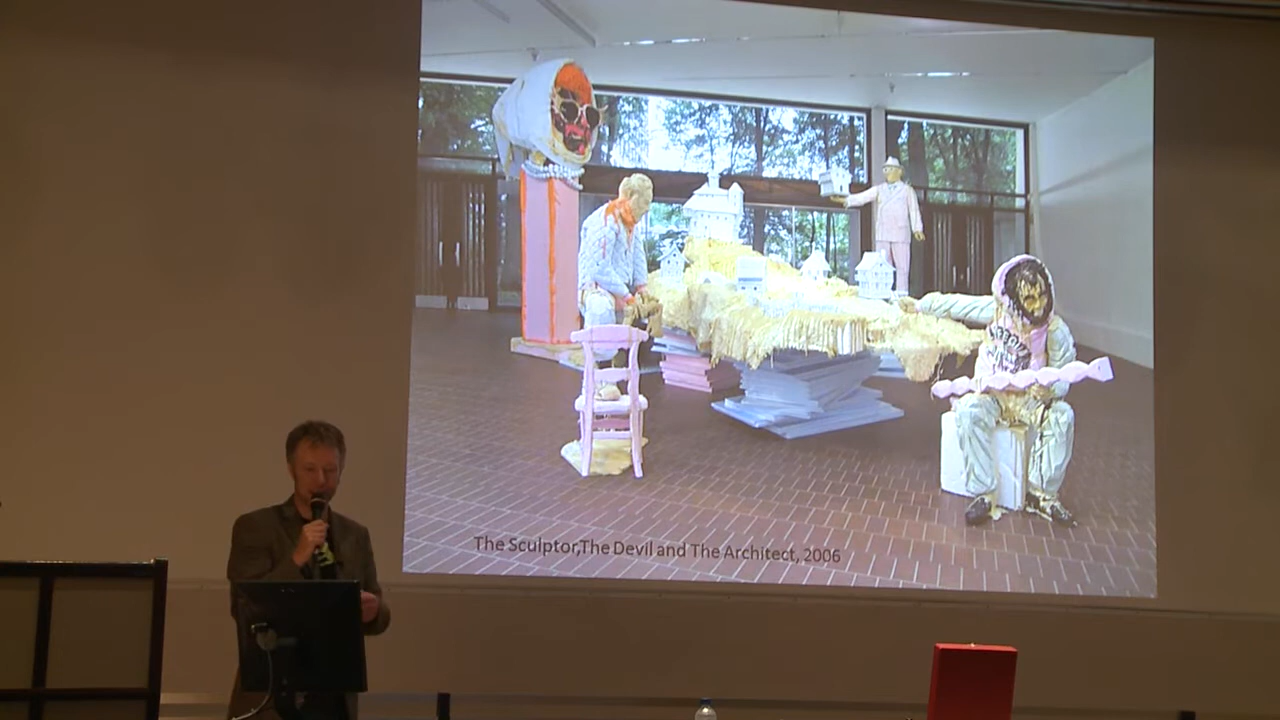 The Sculptor,The Devil and The Architect, 2006